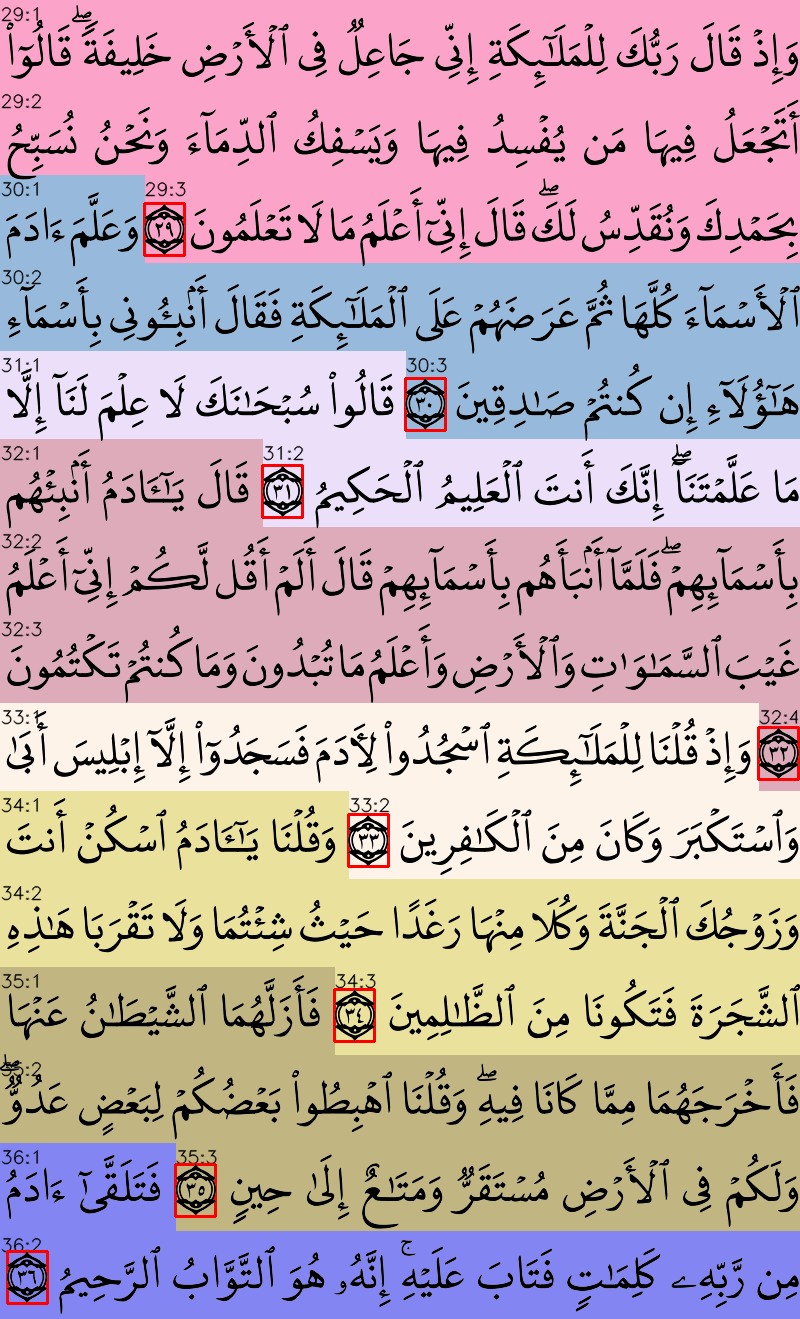 29:1
وَإِذْ قَالَ رَبُّكَ لِلْمَلَٰٓئِكَةِ إِنِّي جَاعِلٌ فِي ٱلْأَرْضِ خَلِيفَةًۖ قَالُوٓا۟
29:2
أَتَجْعَلُ فِيهَا مَن يُفْسِدُ فِيهَا وَيَسْفِكُ ٱلدِّمَآءَ وَنَحْنُ نُسَبِّحُ
30:1 29:3
بِحَمْدِكَ وَنُقَدِّسُ لَكَۖ قَالَ إِنِّيٓ أَعْلَمُ مَا لَا تَعْلَمُونَ ٢٩ وَعَلَّمَ ءَادَمَ
30:2
ٱلْأَسْمَآءَ كُلَّهَا ثُمَّ عَرَضَهُمْ عَلَى ٱلْمَلَٰٓئِكَةِ فَقَالَ أَنۢبِـُٔونِي بِأَسْمَآءِ
31:1 30:3
هَٰٓؤُلَآءِ إِن كُنتُمْ صَٰدِقِينَ ٣٠ قَالُوا۟ سُبْحَٰنَكَ لَا عِلْمَ لَنَآ إِلَّا
32:1 31:2
مَا عَلَّمْتَنَآۖ إِنَّكَ أَنتَ ٱلْعَلِيمُ ٱلْحَكِيمُ ٣١ قَالَ يَٰٓـَٔادَمُ أَنۢبِئْهُم
32:2
بِأَسْمَآئِهِمْۖ فَلَمَّآ أَنۢبَأَهُم بِأَسْمَآئِهِمْ قَالَ أَلَمْ أَقُل لَّكُمْ إِنِّيٓ أَعْلَمُ
32:3
غَيْبَ ٱلسَّمَٰوَٰتِ وَٱلْأَرْضِ وَأَعْلَمُ مَا تُبْدُونَ وَمَا كُنتُمْ تَكْتُمُونَ
33:1 32:4
٣٢ وَإِذْ قُلْنَا لِلْمَلَٰٓئِكَةِ ٱسْجُدُوا۟ لِأٓدَمَ فَسَجَدُوٓا۟ إِلَّآ إِبْلِيسَ أَبَىٰ
34:1 33:2
وَٱسْتَكْبَرَ وَكَانَ مِنَ ٱلْكَٰفِرِينَ ٣٣ وَقُلْنَا يَٰٓـَٔادَمُ ٱسْكُنْ أَنتَ
34:2
وَزَوْجُكَ ٱلْجَنَّةَ وَكُلَا مِنْهَا رَغَدًا حَيْثُ شِئْتُمَا وَلَا تَقْرَبَا هَٰذِهِ
35:1 34:3
ٱلشَّجَرَةَ فَتَكُونَا مِنَ ٱلظَّٰلِمِينَ ٣٤ فَأَزَلَّهُمَا ٱلشَّيْطَٰنُ عَنْهَا
35:2
فَأَخْرَجَهُمَا مِمَّا كَانَا فِيهِۖ وَقُلْنَا ٱهْبِطُوا۟ بَعْضُكُمْ لِبَعْضٍ عَدُوٌّۖ
36:1 35:3
وَلَكُمْ فِي ٱلْأَرْضِ مُسْتَقَرٌّ وَمَتَٰعٌ إِلَىٰ حِينٍ ٣٥ فَتَلَقَّىٰٓ ءَادَمُ
36:2
مِن رَّبِّهِۦ كَلِمَٰتٍ فَتَابَ عَلَيْهِۚ إِنَّهُۥ هُوَ ٱلتَّوَّابُ ٱلرَّحِيمُ ٣٦